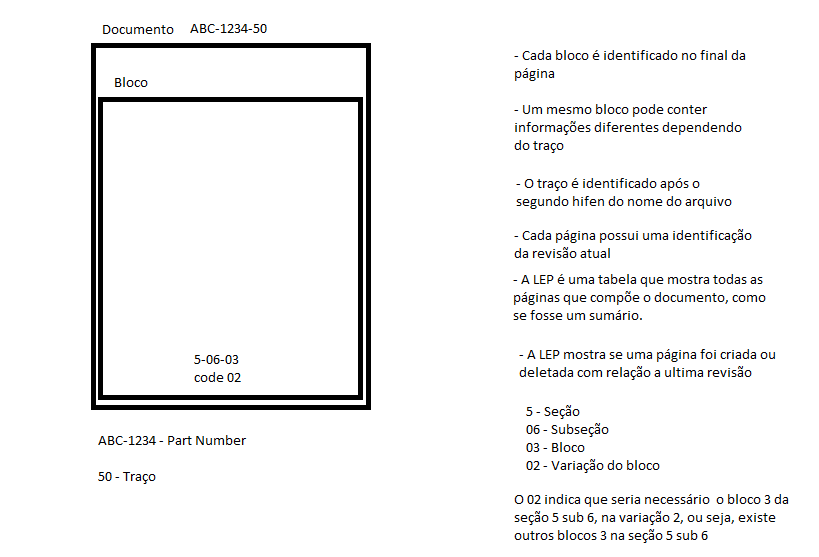 Documento ABC-1234-50
Bloco
5-06-03
code 02
ABC-1234 - Part Number
50 - Traço
- Cada bloco é identificado no final da
página
- Um mesmo bloco pode conter
informações diferentes dependendo
do traço
- O traço é identificado após o
segundo hifen do nome do arquivo
- Cada página possui uma identificação
da revisão atual
- A LEP é uma tabela que mostra todas as
páginas que compõe o documento, como
se fosse um sumário.
- A LEP mostra se uma página foi criada ou
deletada com relação a ultima revisão
5 - Seção
06 - Subseção
03 - Bloco
02 - Variação do bloco
O 02 indica que seria necessário o bloco 3 da
seção 5 sub 6, na variação 2, ou seja, existe
outros blocos 3 na seção 5 sub 6